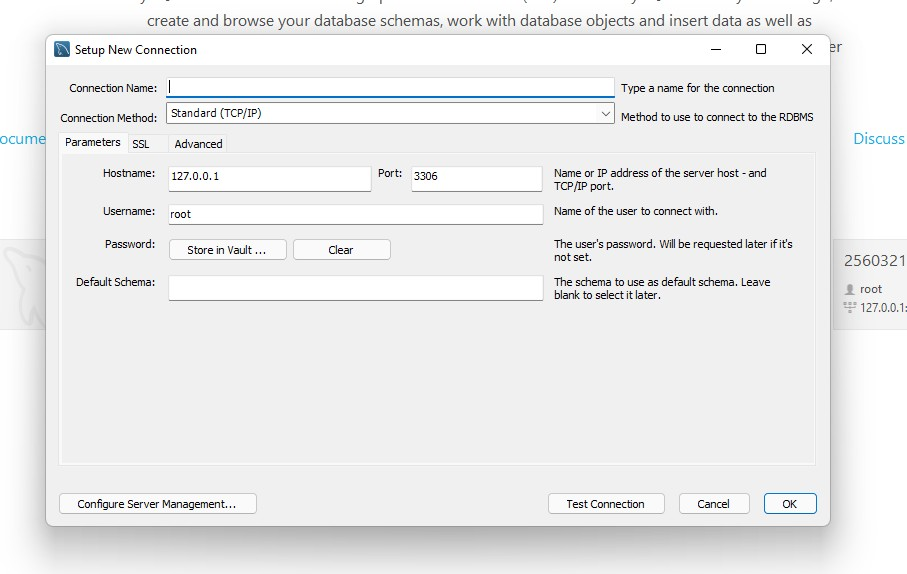 create and browse your database schemas, work with database objects and insert data as well as
Setup New Connection
er
Connection Name:
Type a name for the connection
Connection Method:
Standard (TCP/IP)
Method to use to connect to the RDBMS
ocume
Parameters
SSL
Advanced
Discuss
Hostname:
127.0.0.1
Port:
3306
Name or IP address of the server host - and
TCP/IP port.
Username:
root
Name of the user to connect with.
Password:
Store in Vault ...
Clear
The user's password. Will be requested later if it's
not set.
2560321
Default Schema:
The schema to use as default schema. Leave
blank to select it later.
root
127.0.0.1:
Configure Server Management...
Test Connection
Cancel
OK